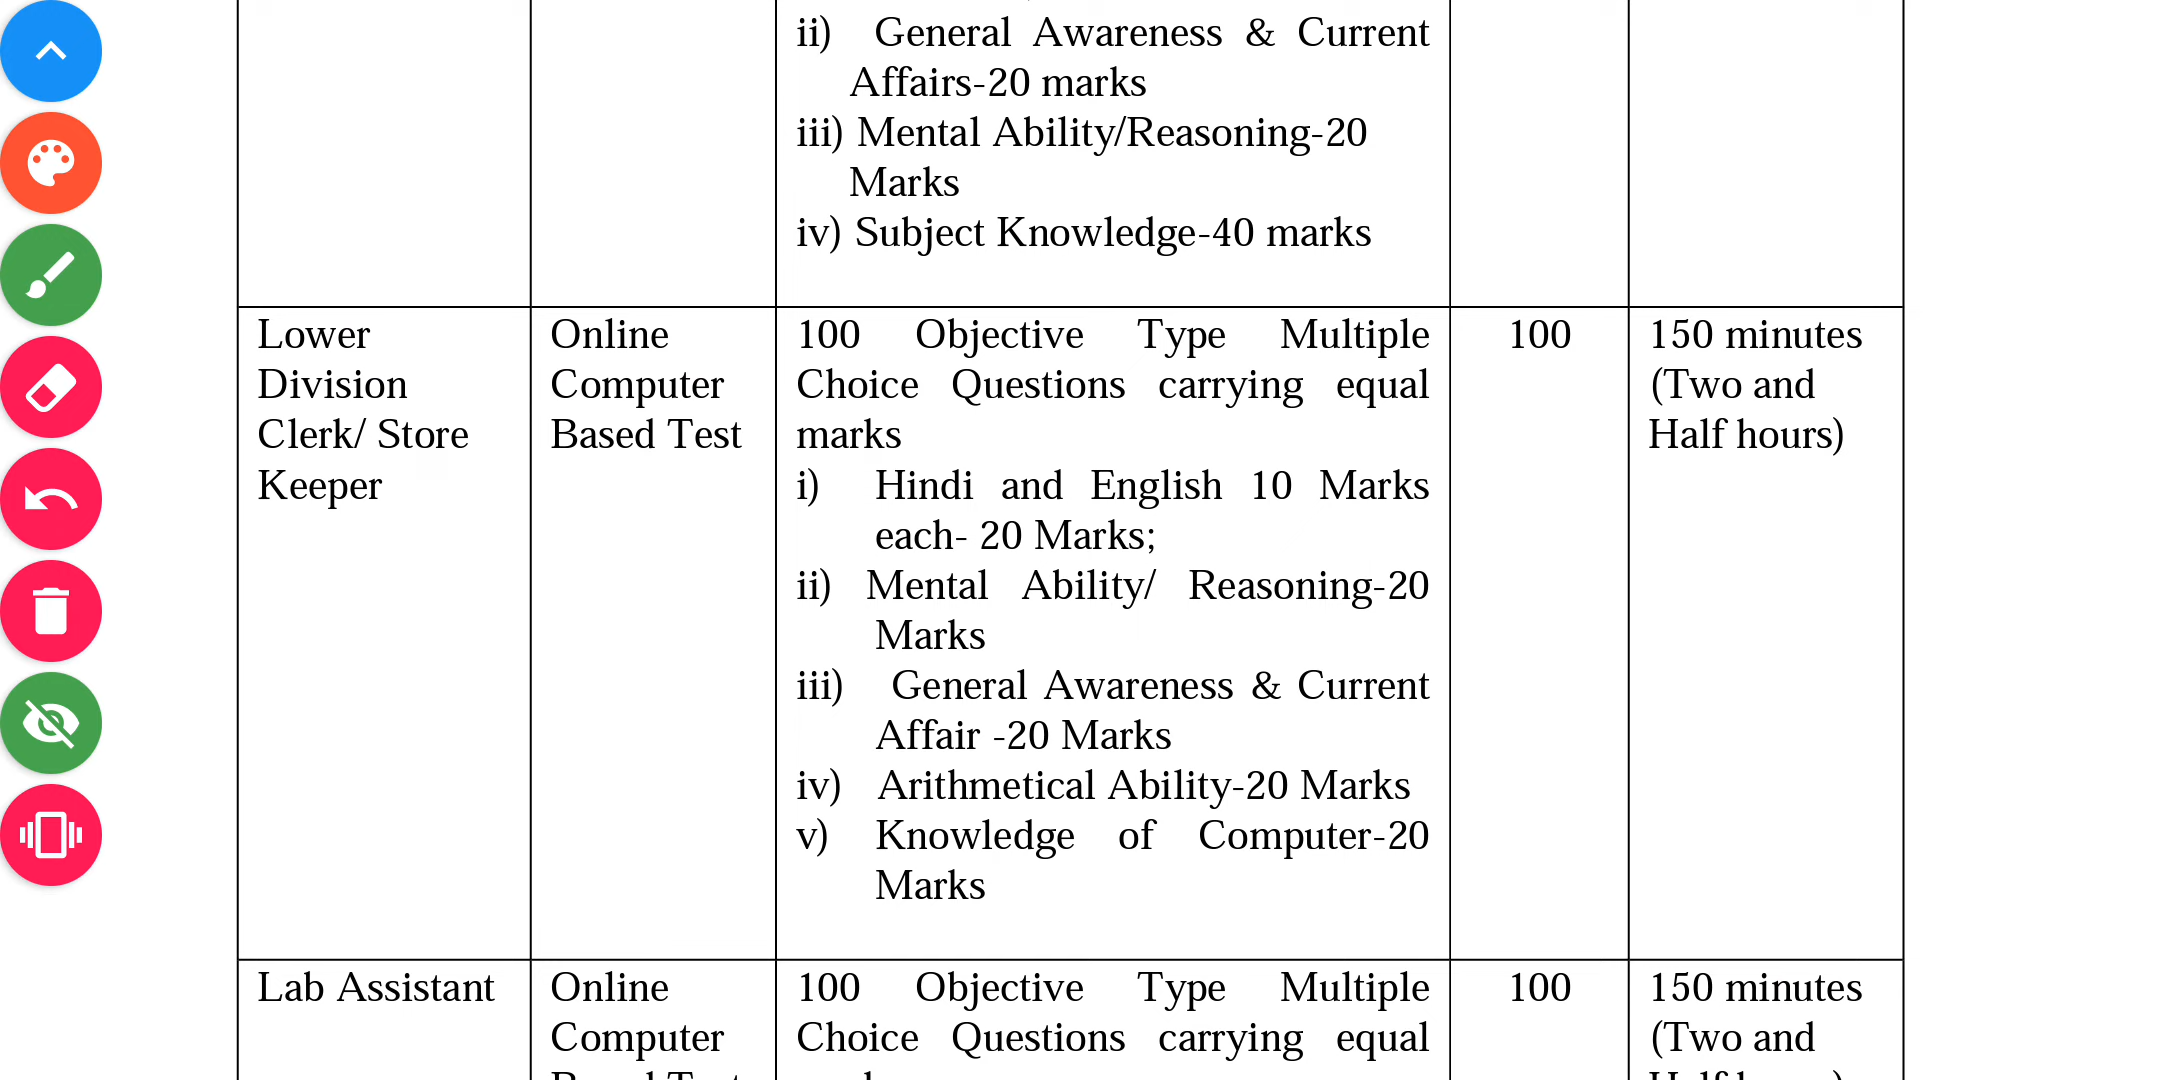 ii) General Awareness & Current
Affairs-20 marks
iii) Mental Ability/Reasoning-20
Marks
iv) Subject Knowledge-40 marks
Lower
Division
Clerk/ Store
Keeper
Online
Computer
Based Test
100 Objective Type Multiple
Choice Questions carrying equal
marks
i) Hindi and English 10 Marks
each- 20 Marks;
ii) Mental Ability/ Reasoning-20
Marks
iii) General Awareness & Current
Affair -20 Marks
iv) Arithmetical Ability-20 Marks
v) Knowledge of Computer-20
Marks
100
150 minutes
(Two and
Half hours)
Lab Assistant
Online
Computer
100 Objective Type Multiple
Choice Questions carrying equal
100
150 minutes
(Two and